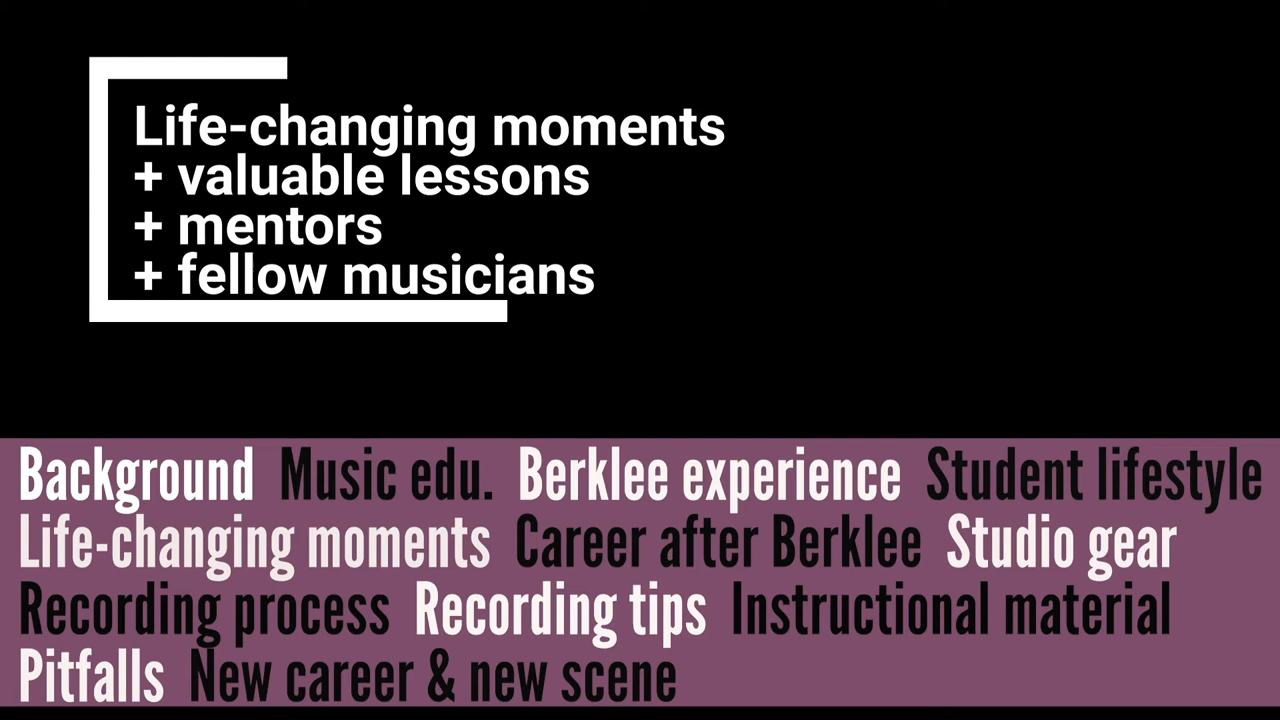 Life-changing moments
+ valuable lessons
+ mentors
+ fellow musicians
Background Music edu. Berklee experience Student lifestyle
Life-changing moments Career after Berklee Studio gear
Recording process Recording tips Instructional material
Pitfalls New career & new scene